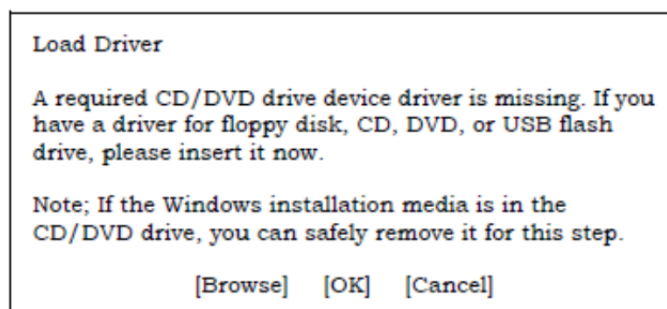 Load Driver
A required CD/DVD drive device driver is missing. If you
have a driver for floppy disk, CD, DVD, or USB flash
drive, please insert it now.
Note; If the Windows installation media is in the
CD/DVD drive, you can safely remove it for this step.
[Browse] [OK] [Cancel]